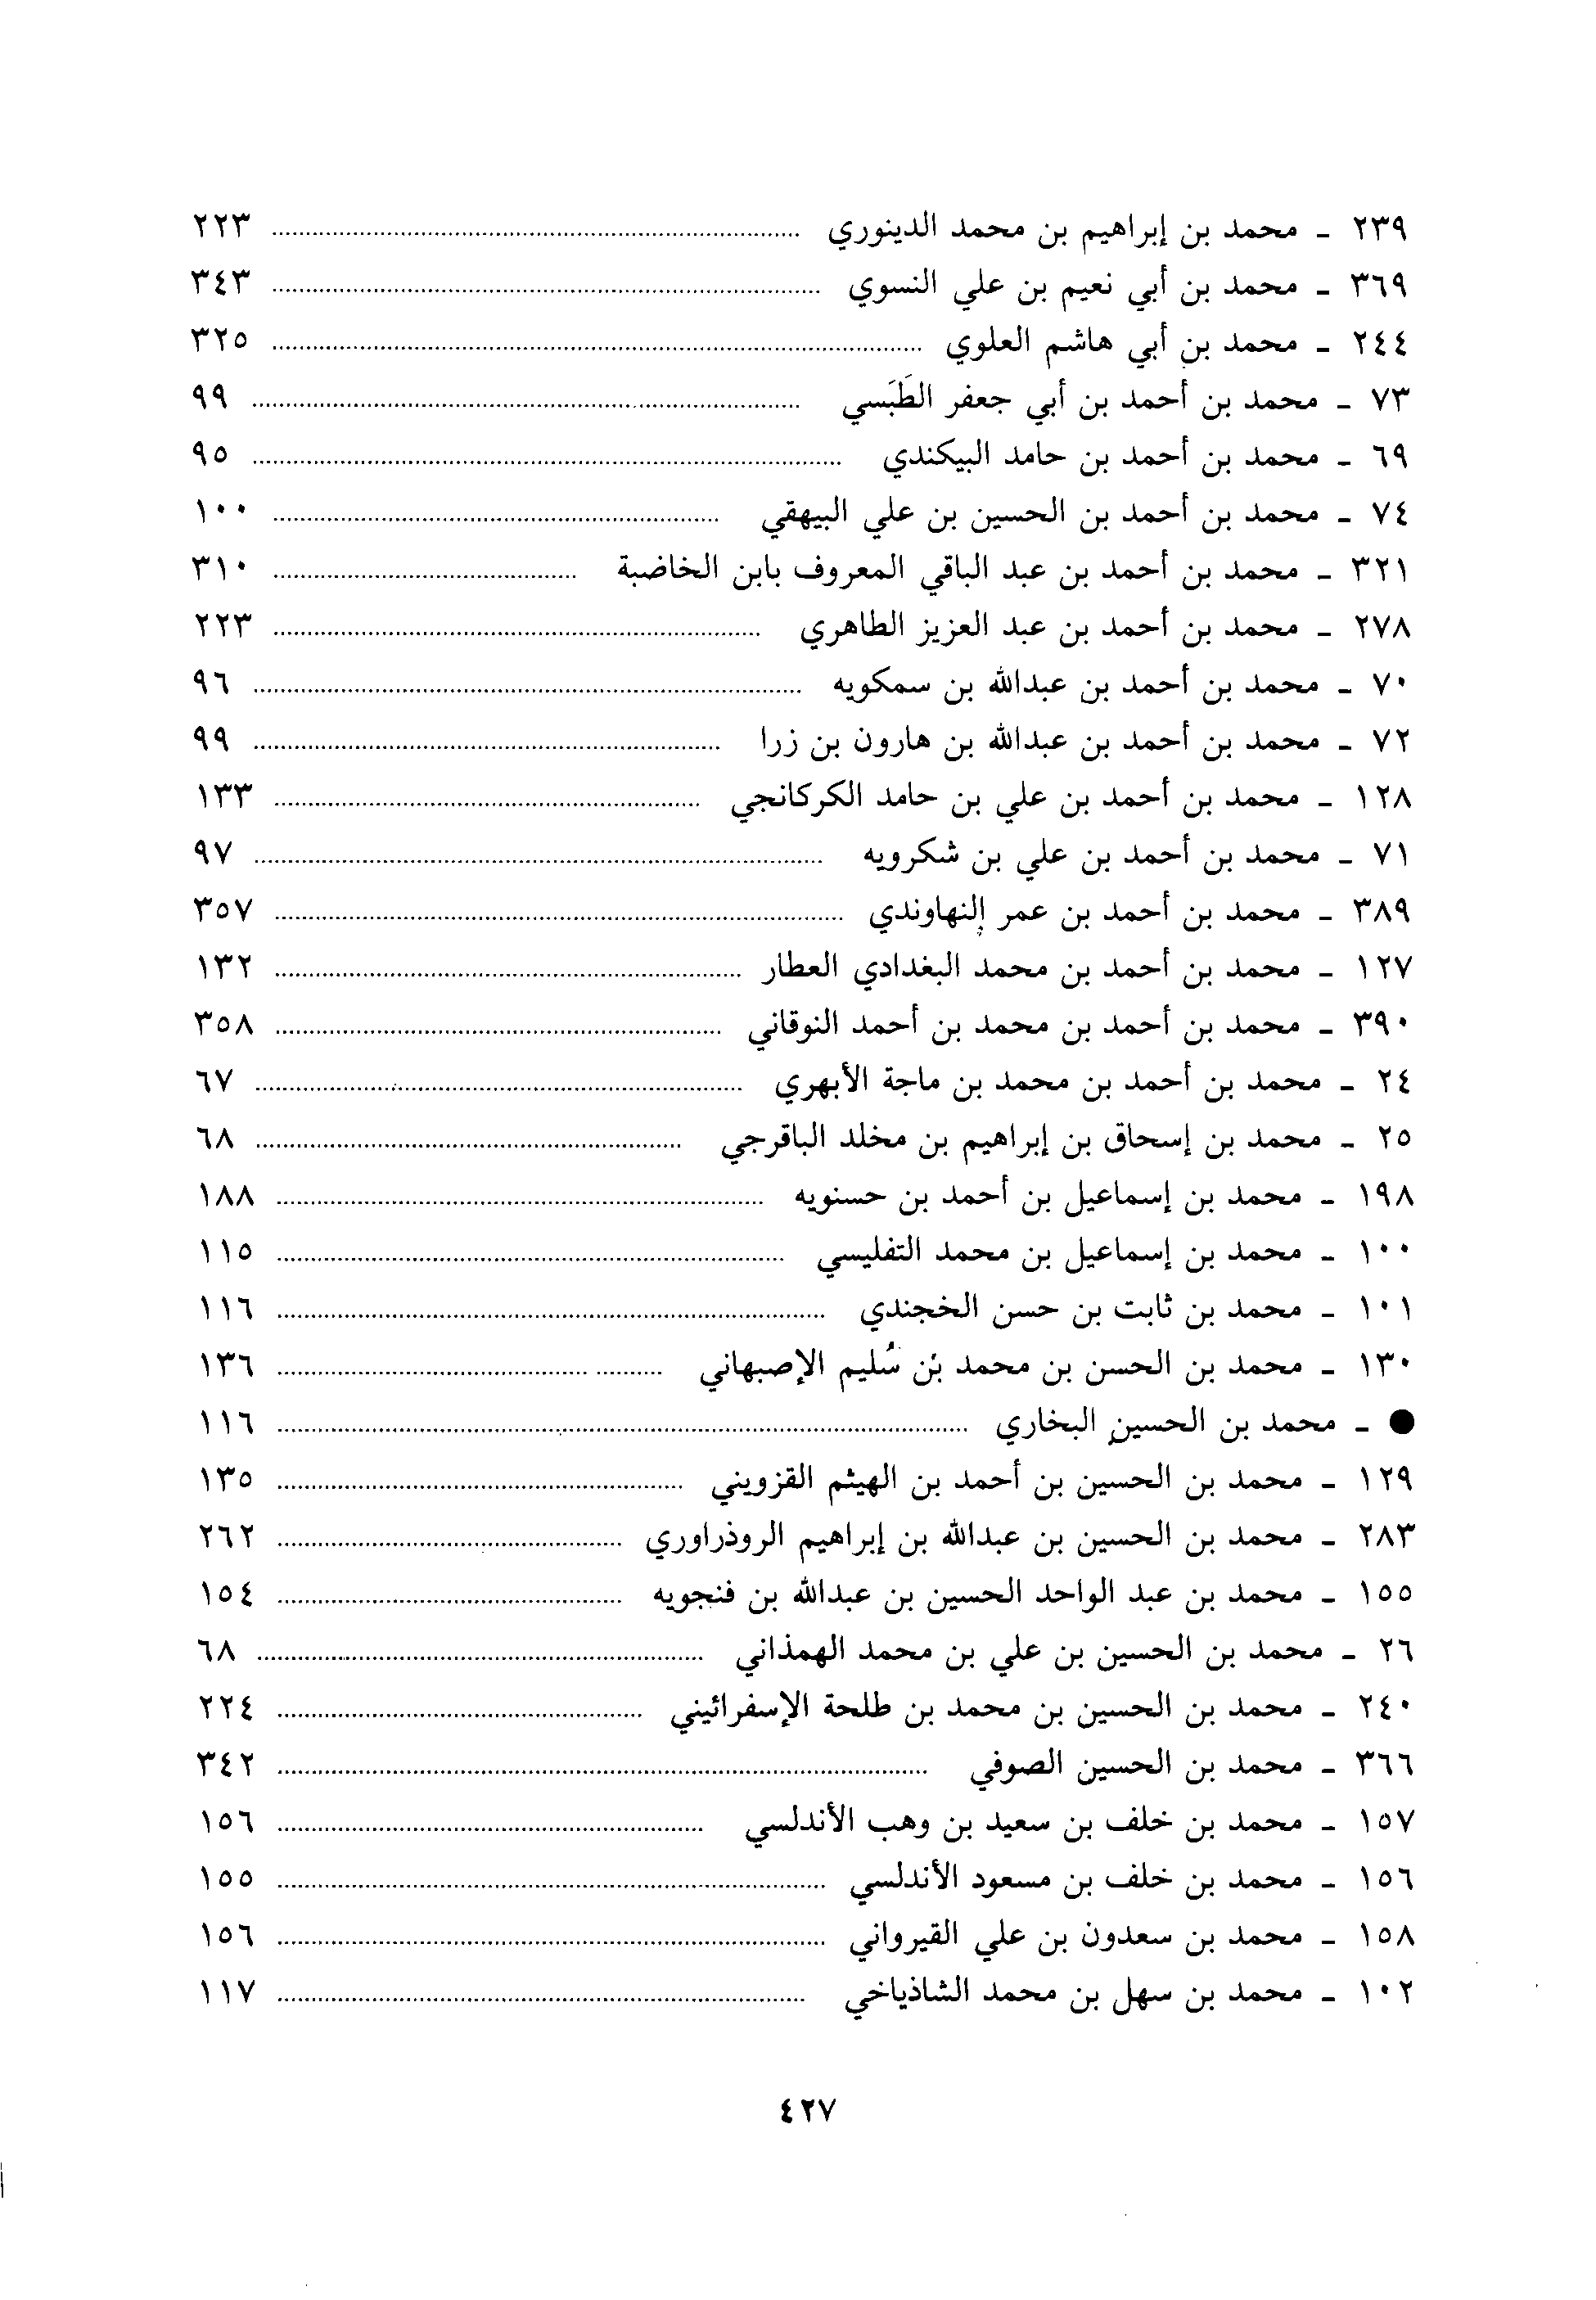 ٢٣٩ - محمد بن إبراهيم بن محمد الدينوري ........ ٢٢٣
٣٦٩ - محمد بن أبي نعيم بن علي النسوي ........ ٣٤٣
٢٤٤ - محمد بن أبي هاشم العلوي ........ ٣٢٥
٧٣ - محمد بن أحمد بن أبي جعفر الطَبَسي ........ ٩٩
٦٩ - محمد بن أحمد بن حامد البيكندي ........ ٩٥
٧٤ - محمد بن أحمد بن الحسين بن علي البيهقي ........ ١٠٠
٣٢١ - محمد بن أحمد بن عبد الباقي المعروف بابن الخاضبة ........ ٣١٠
٢٧٨ - محمد بن أحمد بن عبد العزيز الطاهري ........ ٢٢٣
٧٠ - محمد بن أحمد بن عبدالله بن سمكويه ........ ٩٦
٧٢ - محمد بن أحمد بن عبدالله بن هارون بن زرا ........ ٩٩
١٢٨ - محمد بن أحمد بن علي بن حامد الكركانجي ........ ١٣٣
٧١ - محمد بن أحمد بن علي بن شكرويه ........ ٩٧
٣٨٩ - محمد بن أحمد بن عمر النهاوندي ........ ٣٥٧
١٢٧ - محمد بن أحمد بن محمد البغدادي العطار ........ ١٣٢
٣٩٠ - محمد بن أحمد بن محمد بن أحمد النوقاني ........ ٣٥٨
٢٤ - محمد بن أحمد بن محمد بن ماجة الأبهري ........ ٦٧
٢٥ - محمد بن إسحاق بن إبراهيم بن مخلد الباقرجي ........ ٦٨
١٩٨ - محمد بن إسماعيل بن أحمد بن حسنويه ........ ١٨٨
١٠٠ - محمد بن إسماعيل بن محمد التفليسي ........ ١١٥
١٠١ - محمد بن ثابت بن حسن الخجندي ........ ١١٦
١٣٠ - محمد بن الحسن بن محمد بن سُليم الإصبهاني ........ ١٣٦
● - محمد بن الحسين البخاري ........ ١١٦
١٢٩ - محمد بن الحسين بن أحمد بن الهيثم القزويني ........ ١٣٥
٢٨٣ - محمد بن الحسين بن عبدالله بن إبراهيم الروذراوري ........ ٢٦٢
١٥٥ - محمد بن عبد الواحد الحسين بن عبدالله بن فنجويه ........ ١٥٤
٢٦ - محمد بن الحسين بن علي بن محمد الهمذاني ........ ٦٨
٢٤٠ - محمد بن الحسين بن محمد بن طلحة الإسفرائيني ........ ٢٢٤
٣٦٦ - محمد بن الحسين الصوفي ........ ٣٤٢
١٥٧ - محمد بن خلف بن سعيد بن وهب الأندلسي ........ ١٥٦
١٥٦ - محمد بن خلف بن مسعود الأندلسي ........ ١٥٥
١٥٨ - محمد بن سعدون بن علي القيرواني ........ ١٥٦
١٠٢ - محمد بن سهل بن محمد الشاذياخي ........ ١١٧
٤٢٧